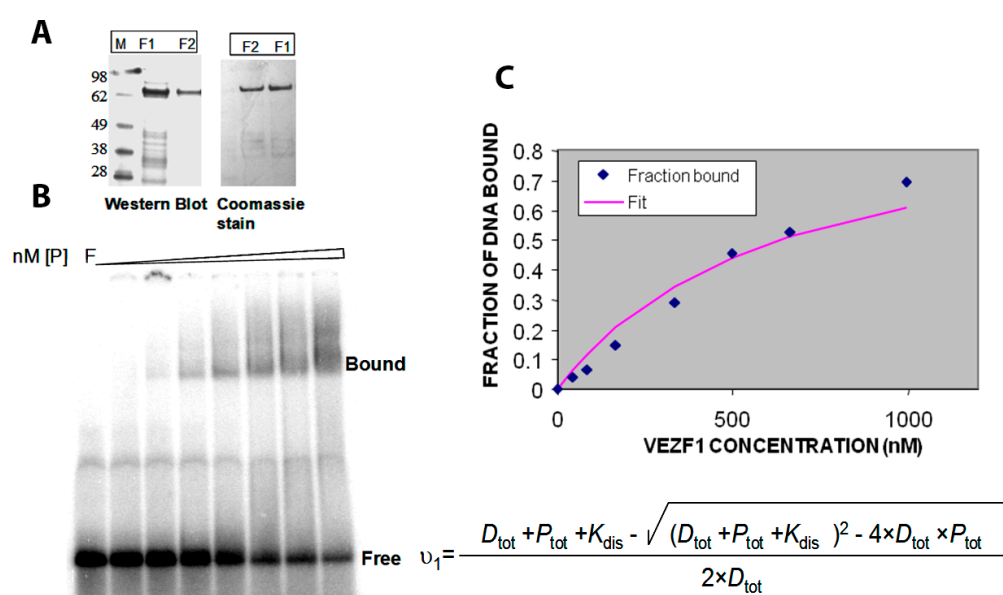 A
M F1 F2
F2 F1
98
62
49
38
28
Western Blot
Coomassie
stain
B
nM [P] F
Bound
Free
C
FRACTION OF DNA BOUND
0.8
0.7
0.6
0.5
0.4
0.3
0.2
0.1
0
Fraction bound
Fit
0 500 1000
VEZF1 CONCENTRATION (nM)
υ1= (Dtot +Ptot +Kdis - √(Dtot +Ptot +Kdis )2 - 4×Dtot ×Ptot
2×Dtot